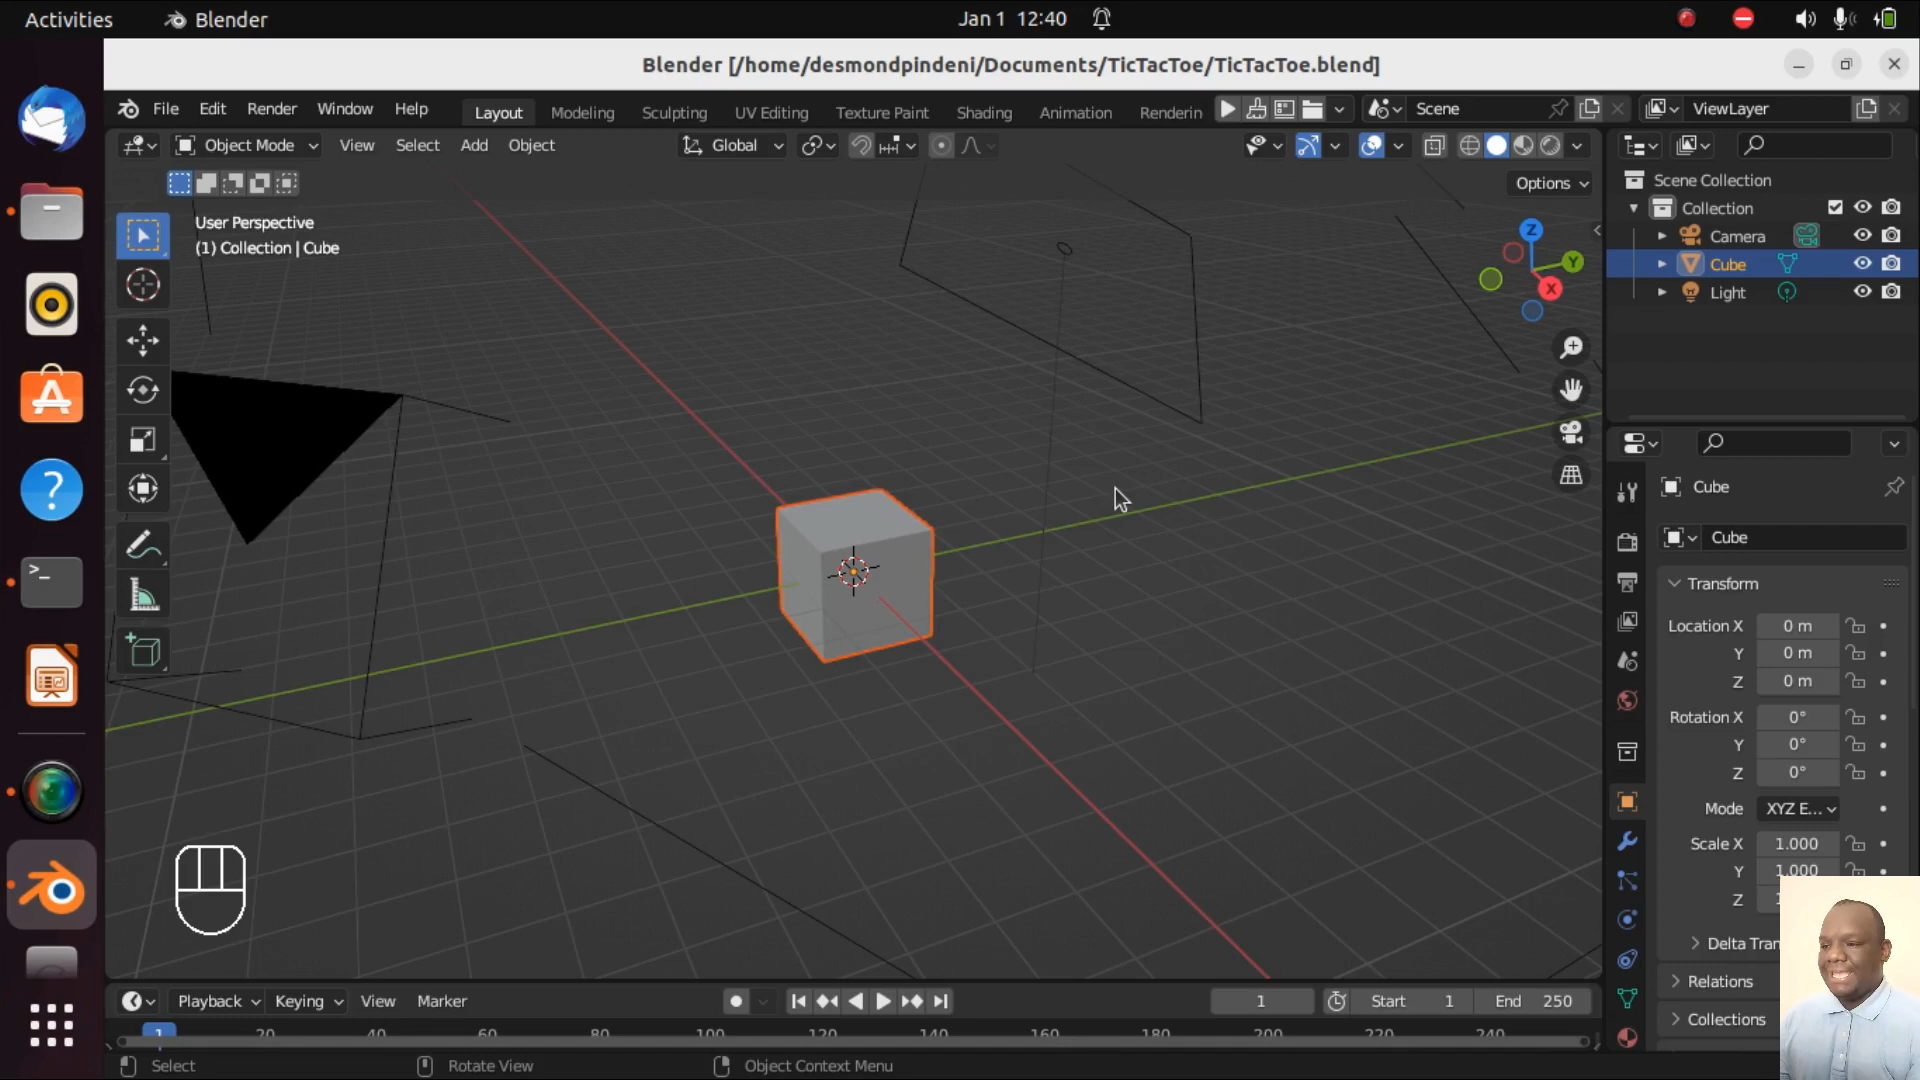 Activities Blender Jan 1 12:40
Blender [/home/desmondpindeni/Documents/TicTacToe/TicTacToe.blend]
File Edit Render Window Help Layout Modeling Sculpting UV Editing Texture Paint Shading Animation Renderin Scene ViewLayer
Object Mode View Select Add Object Global
Options
User Perspective
(1) Collection | Cube
Z
Y
X
Scene Collection
Collection
Camera
Cube
Light
Cube
Cube
Transform
Location X 0 m
Y 0 m
Z 0 m
Rotation X 0°
Y 0°
Z 0°
Mode XYZ E...
Scale X 1.000
Y 1.000
Z
Delta Tran
Relations
Collections
Playback Keying View Marker 1 Start 1 End 250
1 20 40 60 80 100 120 140 160 180 200 220 240
Select Rotate View Object Context Menu